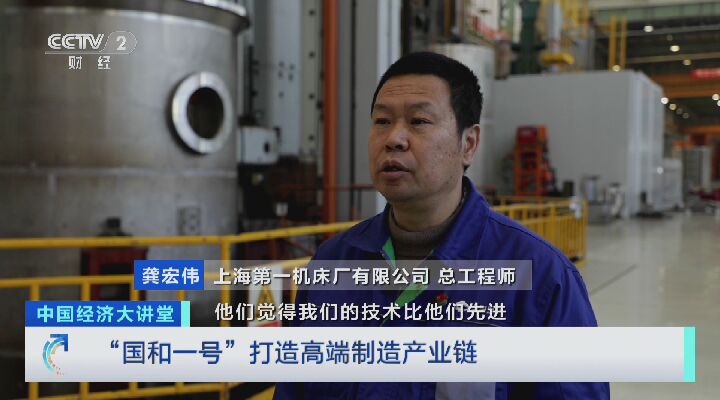 CCTV 2
财经
龚宏伟 上海第一机床厂有限公司 总工程师
中国经济大讲堂
他们觉得我们的技术比他们先进
“国和一号”打造高端制造产业链